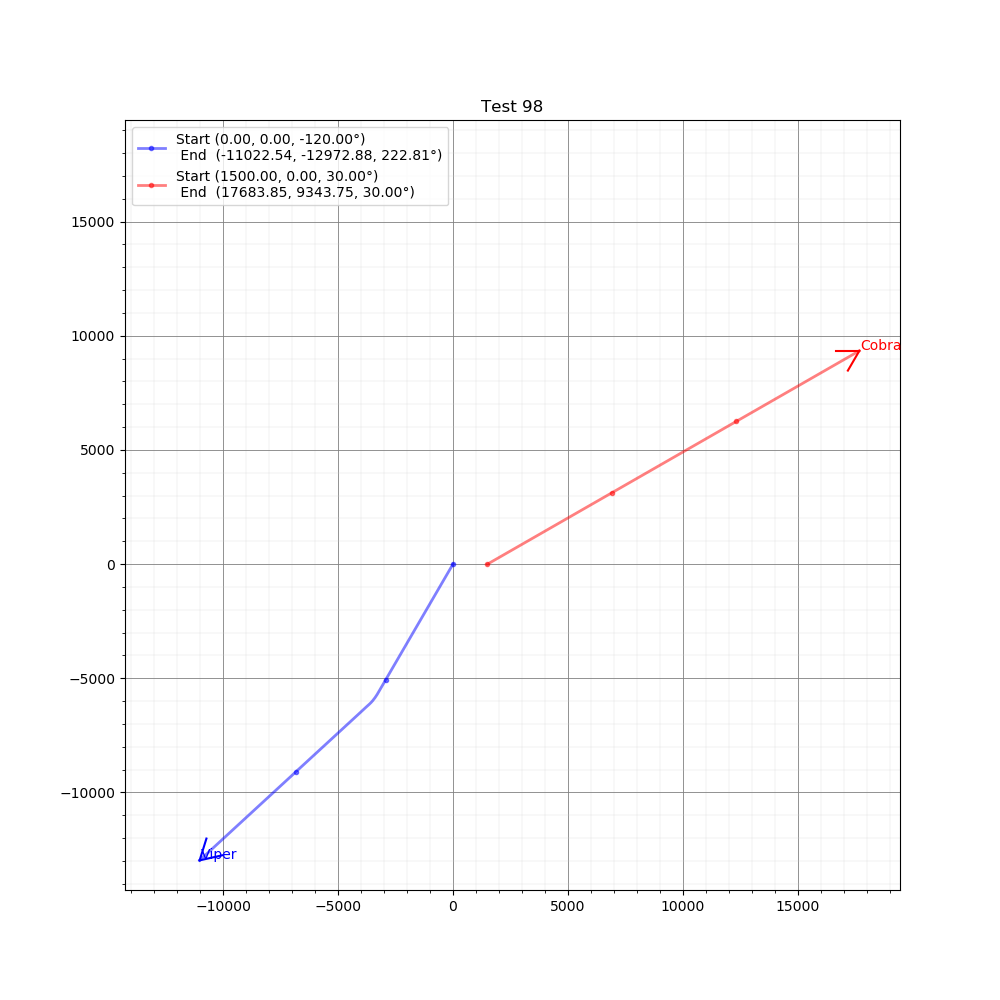 Test 98
Start (0.00, 0.00, -120.00°)
End (-11022.54, -12972.88, 222.81°)
Start (1500.00, 0.00, 30.00°)
End (17683.85, 9343.75, 30.00°)
15000
10000
5000
0
−5000
−10000
Cobra
Viper
−10000 −5000 0 5000 10000 15000